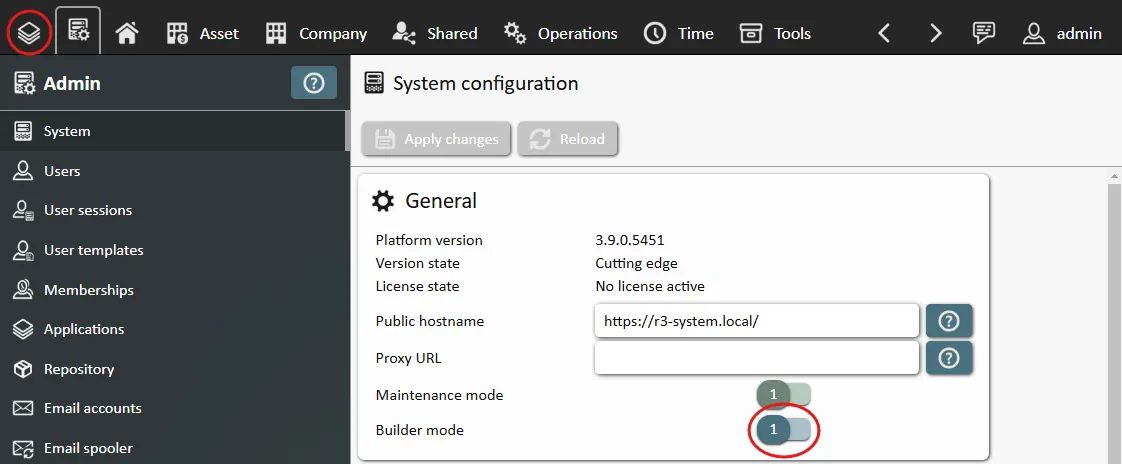 Asset Company Shared Operations Time Tools admin
Admin
System configuration
Apply changes Reload
System
Users
User sessions
User templates
Memberships
Applications
Repository
Email accounts
Email spooler
General
Platform version 3.9.0.5451
Version state Cutting edge
License state No license active
Public hostname https://r3-system.local/
Proxy URL
Maintenance mode 1
Builder mode 1